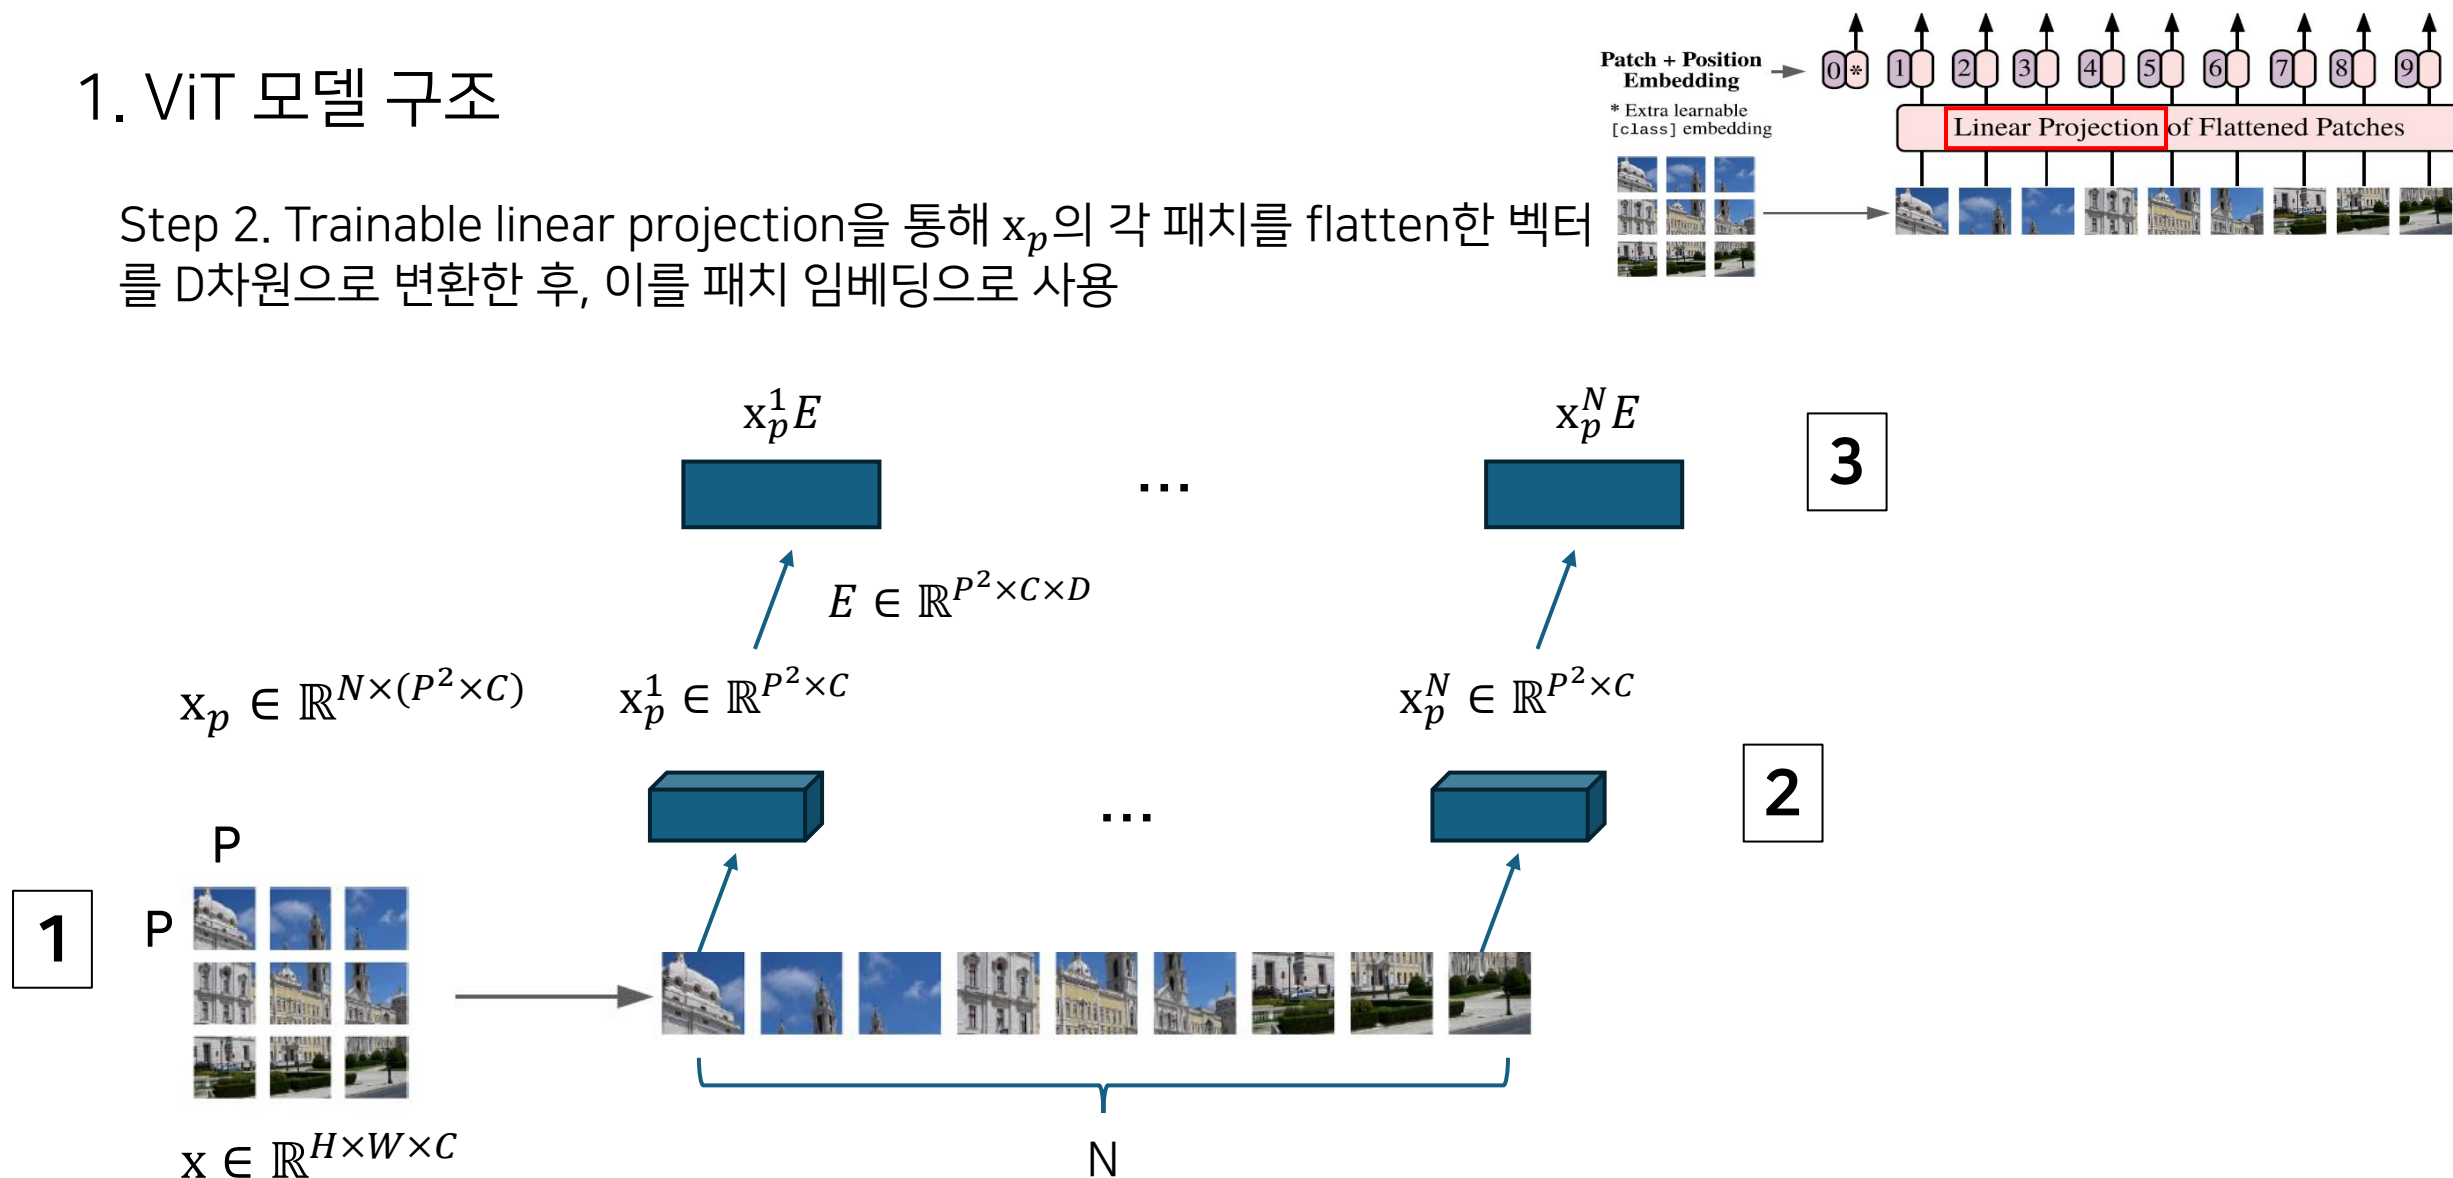 1. ViT 모델 구조
Patch + Position
Embedding
* Extra learnable
[class] embedding
0 * 1 2 3 4 5 6 7 8 9
Linear Projection of Flattened Patches
Step 2. Trainable linear projection을 통해 x_p의 각 패치를 flatten한 벡터
를 D차원으로 변환한 후, 이를 패치 임베딩으로 사용
x_p^1 E
x_p^N E
3
...
E ∈ ℝ^{P^2×C×D}
x_p ∈ ℝ^{N×(P^2×C)}
x_p^1 ∈ ℝ^{P^2×C}
x_p^N ∈ ℝ^{P^2×C}
2
...
P
1
P
x ∈ ℝ^{H×W×C}
N